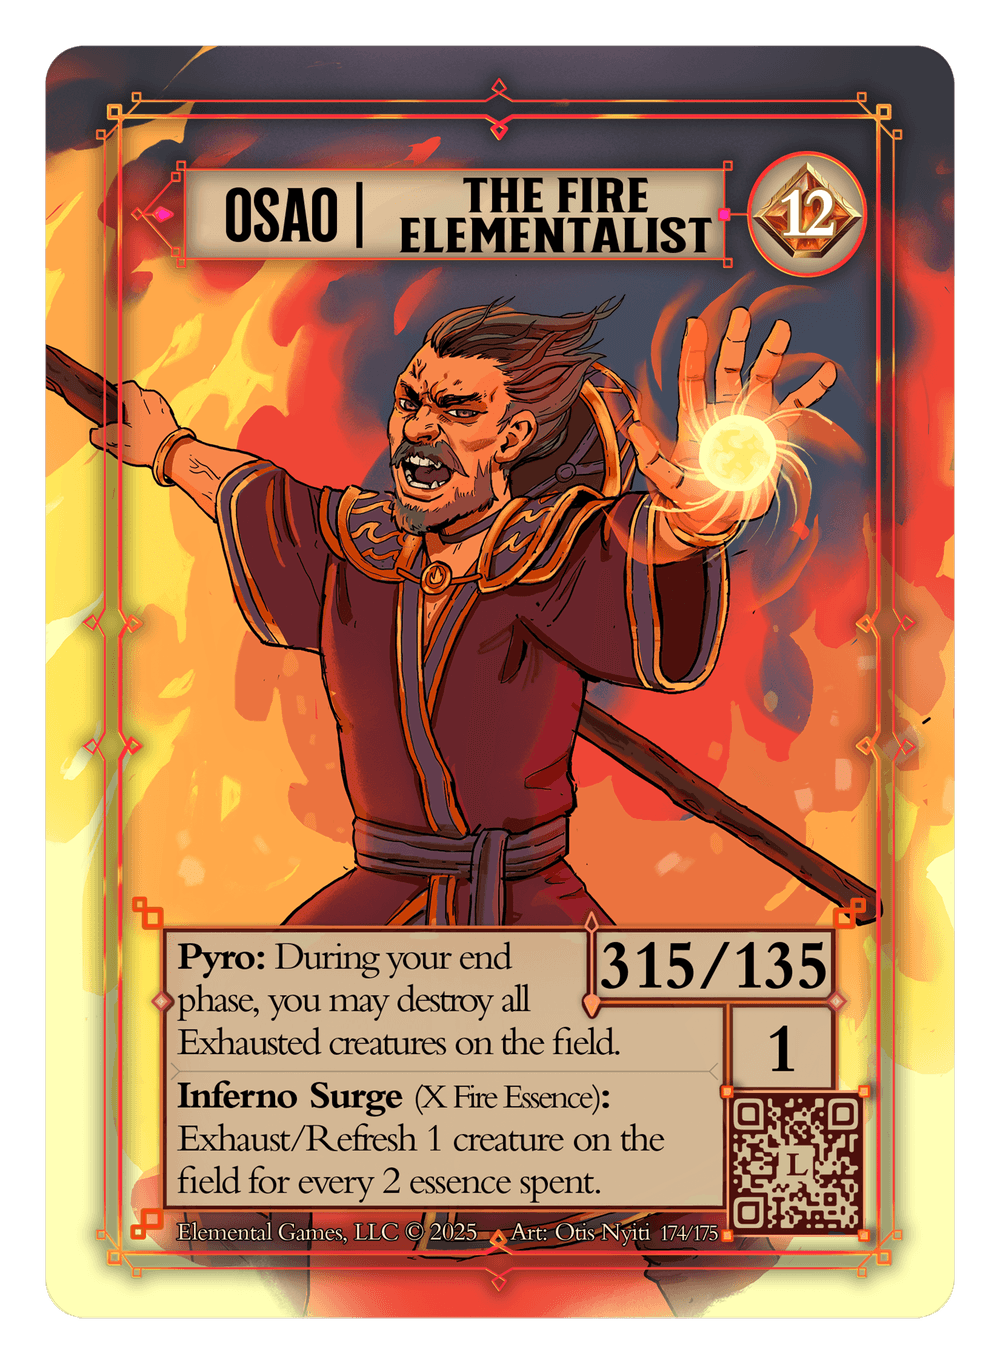 OSAO | THE FIRE
ELEMENTALIST
12
Pyro: During your end
phase, you may destroy all
Exhausted creatures on the field.
315/135
1
Inferno Surge (X Fire Essence):
Exhaust/Refresh 1 creature on the
field for every 2 essence spent.
L
Elemental Games, LLC © 2025 Art: Otis Nyiti 174/175